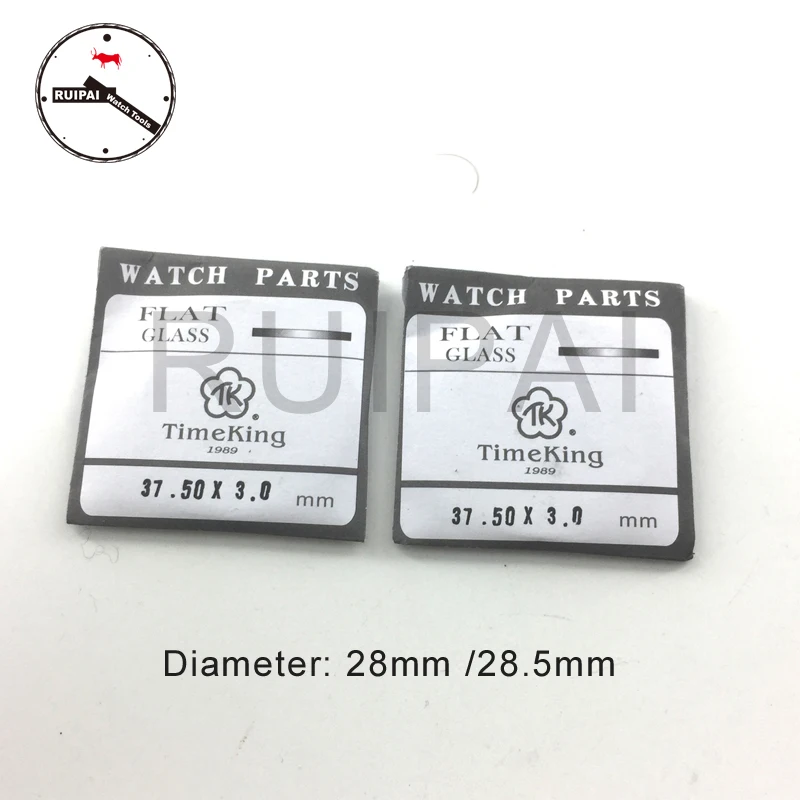 RUIPAI
Watch Tools
WATCH PARTS
FLAT
GLASS
TK
®
TimeKing
1989
37.50 X 3.0 mm
WATCH PARTS
FLAT
GLASS
TK
®
TimeKing
1989
37.50 X 3.0 mm
RUIPAI
Diameter: 28mm /28.5mm